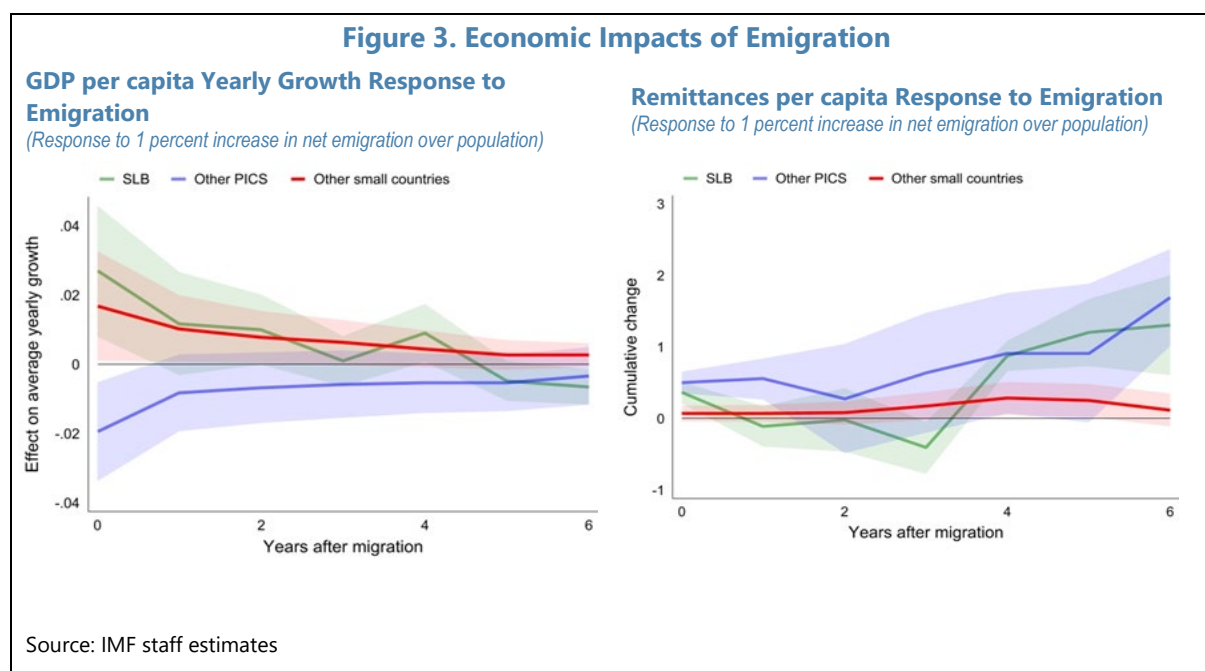 Figure 3. Economic Impacts of Emigration
GDP per capita Yearly Growth Response to
Emigration
(Response to 1 percent increase in net emigration over population)
SLB Other PICS Other small countries
Effect on average yearly growth
.04
.02
0
-.02
-.04
0 2 4 6
Years after migration
Remittances per capita Response to Emigration
(Response to 1 percent increase in net emigration over population)
SLB Other PICS Other small countries
Cumulative change
3
2
1
0
-1
0 2 4 6
Years after migration
Source: IMF staff estimates